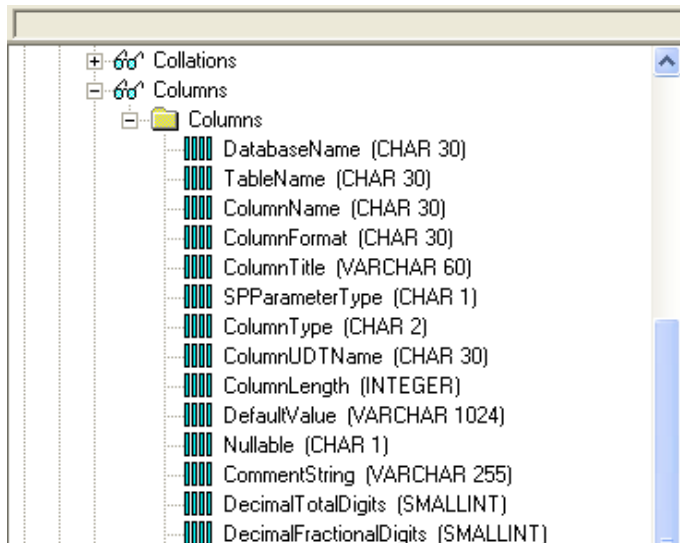 Collations
Columns
Columns
DatabaseName (CHAR 30)
TableName (CHAR 30)
ColumnName (CHAR 30)
ColumnFormat (CHAR 30)
ColumnTitle (VARCHAR 60)
SPParameterType (CHAR 1)
ColumnType (CHAR 2)
ColumnUDTName (CHAR 30)
ColumnLength (INTEGER)
DefaultValue (VARCHAR 1024)
Nullable (CHAR 1)
CommentString (VARCHAR 255)
DecimalTotalDigits (SMALLINT)
DecimalFractionalDigits (SMALLINT)